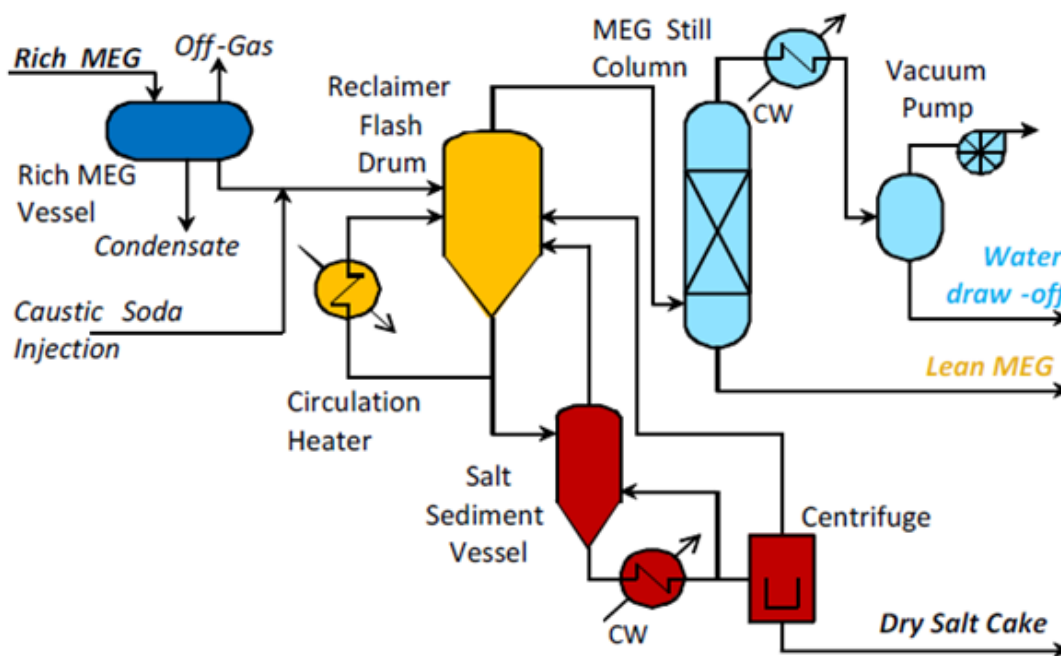 Rich MEG
Off-Gas
Rich MEG
Vessel
Condensate
Caustic Soda
Injection
Reclaimer
Flash
Drum
Circulation
Heater
MEG Still
Column
CW
Vacuum
Pump
Water
draw -off
Lean MEG
Salt
Sediment
Vessel
CW
Centrifuge
Dry Salt Cake